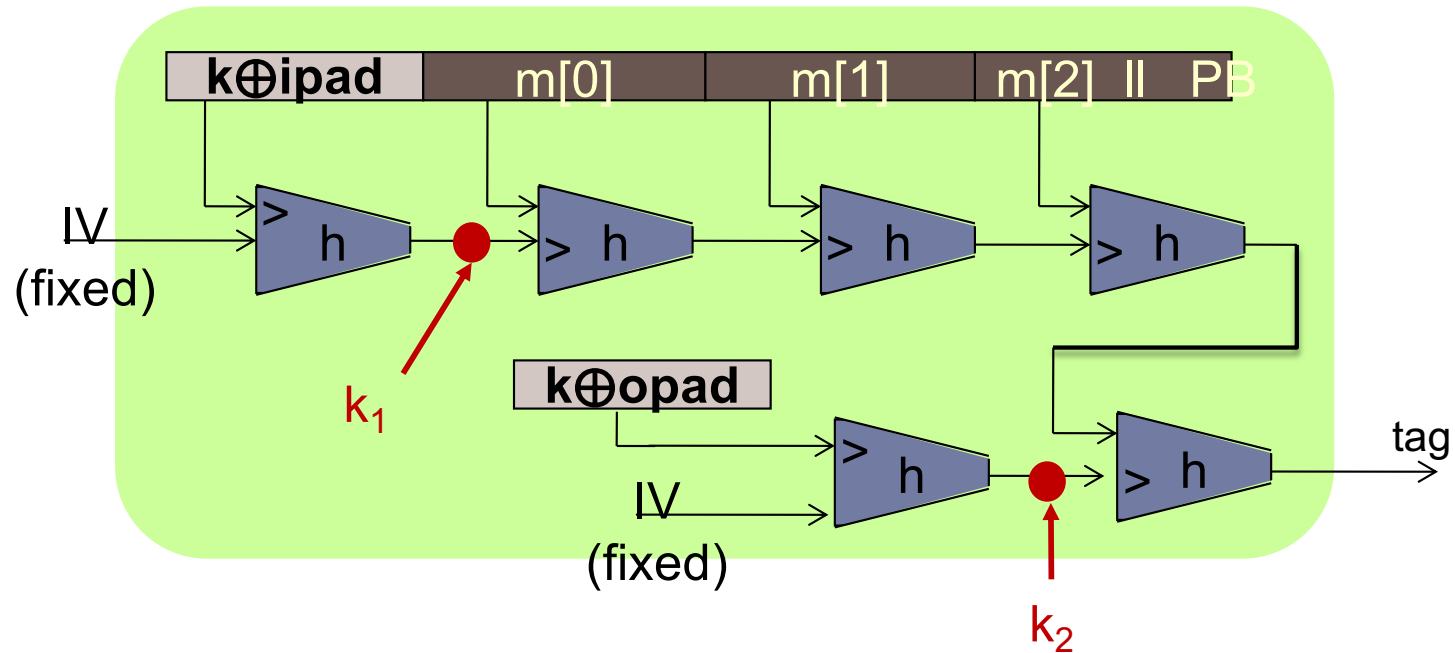 k⊕ipad m[0] m[1] m[2] ll PB
> h > h > h > h
IV
(fixed)
k₁
k⊕opad
> h > h
tag
IV
(fixed)
k₂